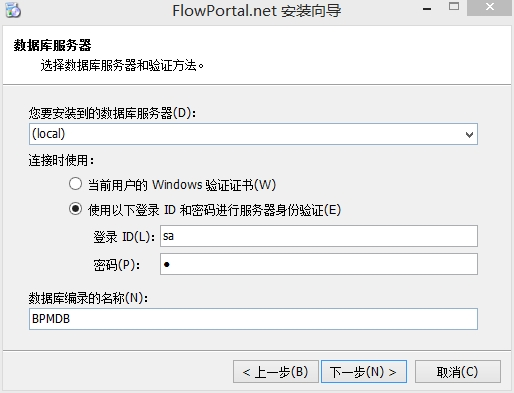 FlowPortal.net 安装向导
数据库服务器
选择数据库服务器和验证方法。
您要安装到的数据库服务器(D):
(local)
连接时使用:
当前用户的 Windows 验证证书(W)
使用以下登录 ID 和密码进行服务器身份验证(E)
登录 ID(L): sa
密码(P): ●
数据库编录的名称(N):
BPMDB
< 上一步(B) 下一步(N) > 取消(C)